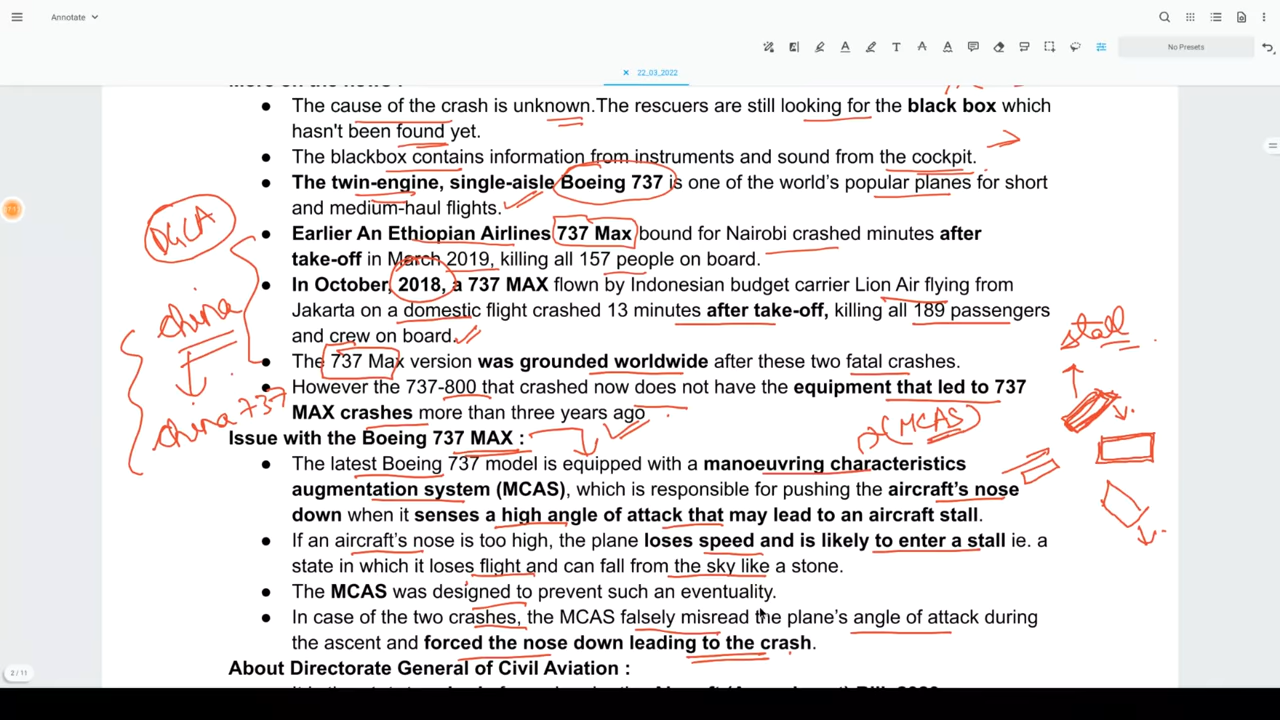 Annotate
No Presets
22_03_2022
● The cause of the crash is unknown.The rescuers are still looking for the black box which
hasn't been found yet.
● The blackbox contains information from instruments and sound from the cockpit.
● The twin-engine, single-aisle Boeing 737 is one of the world's popular planes for short
and medium-haul flights.
● Earlier An Ethiopian Airlines 737 Max bound for Nairobi crashed minutes after
take-off in March 2019, killing all 157 people on board.
● In October, 2018, a 737 MAX flown by Indonesian budget carrier Lion Air flying from
Jakarta on a domestic flight crashed 13 minutes after take-off, killing all 189 passengers
and crew on board.
● The 737 Max version was grounded worldwide after these two fatal crashes.
● However the 737-800 that crashed now does not have the equipment that led to 737
MAX crashes more than three years ago
DGCA
china
china 737
stall
(MCAS)
Issue with the Boeing 737 MAX :
● The latest Boeing 737 model is equipped with a manoeuvring characteristics
augmentation system (MCAS), which is responsible for pushing the aircraft's nose
down when it senses a high angle of attack that may lead to an aircraft stall.
● If an aircraft's nose is too high, the plane loses speed and is likely to enter a stall ie. a
state in which it loses flight and can fall from the sky like a stone.
● The MCAS was designed to prevent such an eventuality.
● In case of the two crashes, the MCAS falsely misread the plane's angle of attack during
the ascent and forced the nose down leading to the crash.
2 / 11
About Directorate General of Civil Aviation :